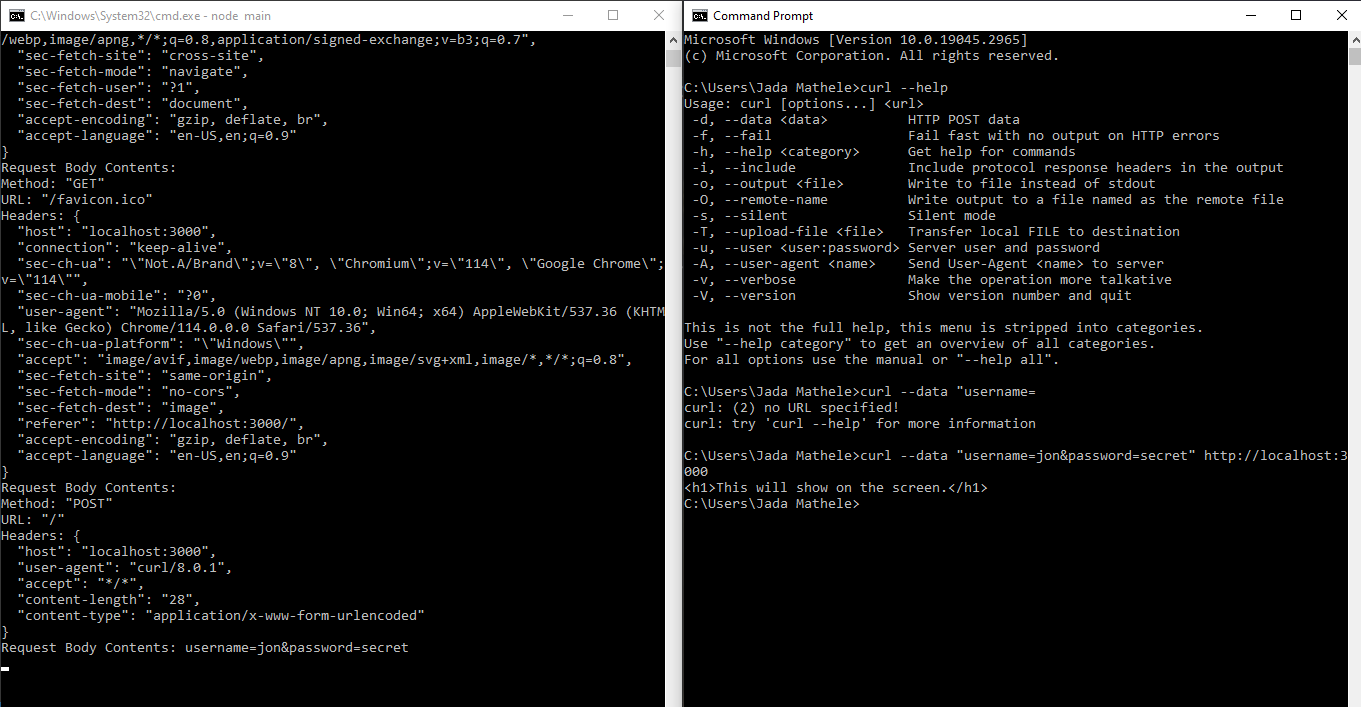 C:\Windows\System32\cmd.exe - node main
/webp,image/apng,*/*;q=0.8,application/signed-exchange;v=b3;q=0.7",
  "sec-fetch-site": "cross-site",
  "sec-fetch-mode": "navigate",
  "sec-fetch-user": "?1",
  "sec-fetch-dest": "document",
  "accept-encoding": "gzip, deflate, br",
  "accept-language": "en-US,en;q=0.9"
}
Request Body Contents:
Method: "GET"
URL: "/favicon.ico"
Headers: {
  "host": "localhost:3000",
  "connection": "keep-alive",
  "sec-ch-ua": "\"Not.A/Brand\";v=\"8\", \"Chromium\";v=\"114\", \"Google Chrome\";
v=\"114\"",
  "sec-ch-ua-mobile": "?0",
  "user-agent": "Mozilla/5.0 (Windows NT 10.0; Win64; x64) AppleWebKit/537.36 (KHTM
L, like Gecko) Chrome/114.0.0.0 Safari/537.36",
  "sec-ch-ua-platform": "\"Windows\"",
  "accept": "image/avif,image/webp,image/apng,image/svg+xml,image/*,*/*;q=0.8",
  "sec-fetch-site": "same-origin",
  "sec-fetch-mode": "no-cors",
  "sec-fetch-dest": "image",
  "referer": "http://localhost:3000/",
  "accept-encoding": "gzip, deflate, br",
  "accept-language": "en-US,en;q=0.9"
}
Request Body Contents:
Method: "POST"
URL: "/"
Headers: {
  "host": "localhost:3000",
  "user-agent": "curl/8.0.1",
  "accept": "*/*",
  "content-length": "28",
  "content-type": "application/x-www-form-urlencoded"
}
Request Body Contents: username=jon&password=secret
Command Prompt
Microsoft Windows [Version 10.0.19045.2965]
(c) Microsoft Corporation. All rights reserved.
C:\Users\Jada Mathele>curl --help
Usage: curl [options...] <url>
 -d, --data <data>          HTTP POST data
 -f, --fail                 Fail fast with no output on HTTP errors
 -h, --help <category>      Get help for commands
 -i, --include              Include protocol response headers in the output
 -o, --output <file>        Write to file instead of stdout
 -O, --remote-name          Write output to a file named as the remote file
 -s, --silent               Silent mode
 -T, --upload-file <file>   Transfer local FILE to destination
 -u, --user <user:password> Server user and password
 -A, --user-agent <name>    Send User-Agent <name> to server
 -v, --verbose              Make the operation more talkative
 -V, --version              Show version number and quit
This is not the full help, this menu is stripped into categories.
Use "--help category" to get an overview of all categories.
For all options use the manual or "--help all".
C:\Users\Jada Mathele>curl --data "username=
curl: (2) no URL specified!
curl: try 'curl --help' for more information
C:\Users\Jada Mathele>curl --data "username=jon&password=secret" http://localhost:3
000
<h1>This will show on the screen.</h1>
C:\Users\Jada Mathele>